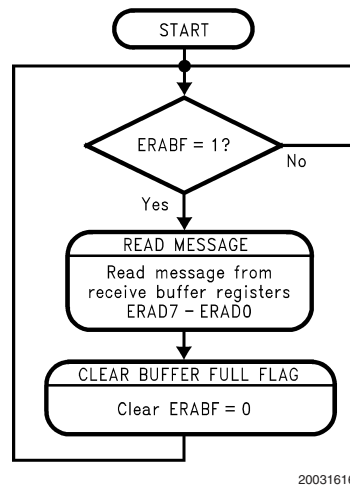 START
ERABF = 1?
No
Yes
READ MESSAGE
Read message from
receive buffer registers
ERAD7 – ERAD0
CLEAR BUFFER FULL FLAG
Clear ERABF = 0